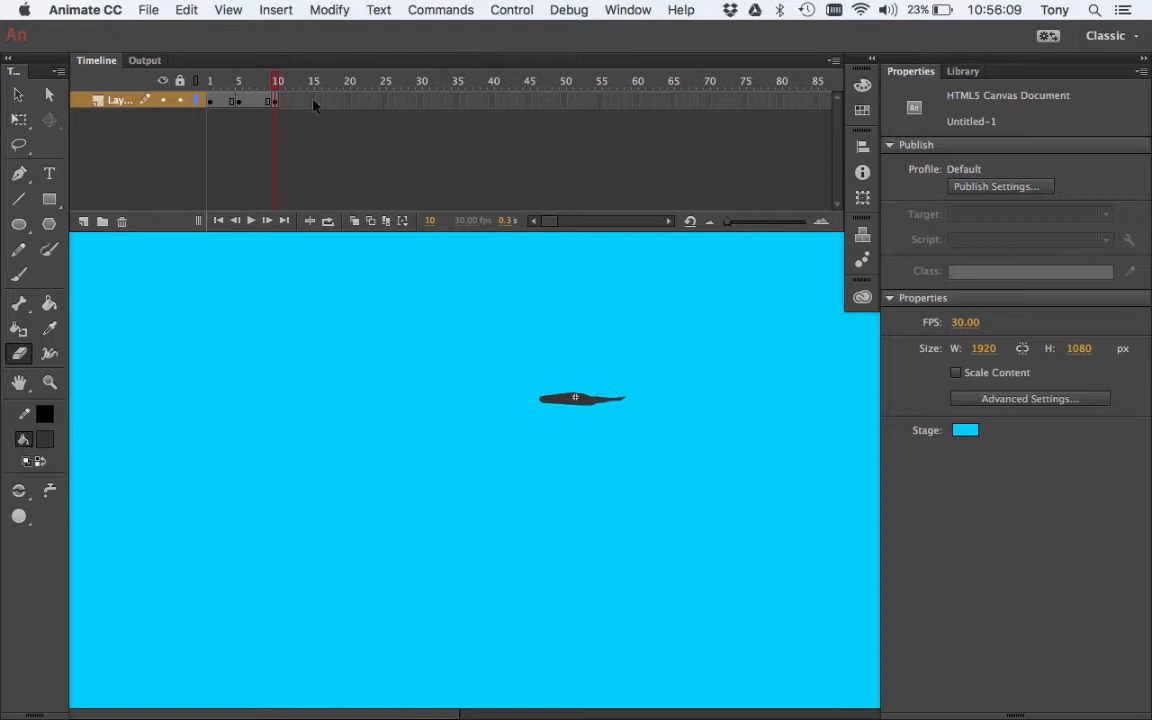 Animate CC File Edit View Insert Modify Text Commands Control Debug Window Help 23% 10:56:09 Tony
An Classic
Timeline Output Properties Library
T...
1 5 10 15 20 25 30 35 40 45 50 55 60 65 70 75 80 85
Lay...
An HTML5 Canvas Document
Untitled-1
Publish
Profile: Default
Publish Settings...
Target:
Script:
Class:
10 30.00 fps 0.3 s
Properties
FPS: 30.00
Size: W: 1920 H: 1080 px
Scale Content
Advanced Settings...
Stage: